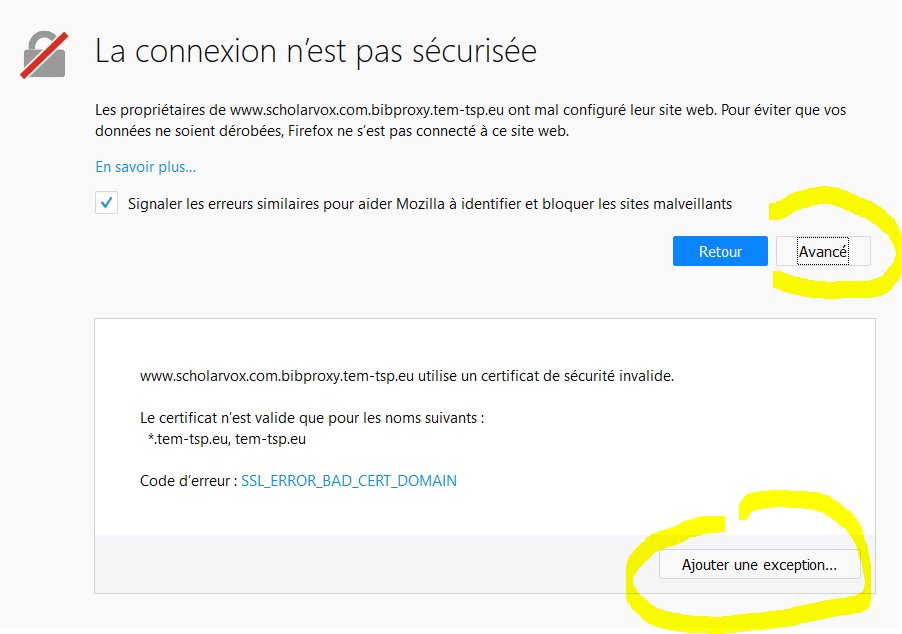 La connexion n’est pas sécurisée
Les propriétaires de www.scholarvox.com.bibproxy.tem-tsp.eu ont mal configuré leur site web. Pour éviter que vos
données ne soient dérobées, Firefox ne s’est pas connecté à ce site web.
En savoir plus...
Signaler les erreurs similaires pour aider Mozilla à identifier et bloquer les sites malveillants
Retour
Avancé
www.scholarvox.com.bibproxy.tem-tsp.eu utilise un certificat de sécurité invalide.
Le certificat n’est valide que pour les noms suivants :
*.tem-tsp.eu, tem-tsp.eu
Code d’erreur : SSL_ERROR_BAD_CERT_DOMAIN
Ajouter une exception...